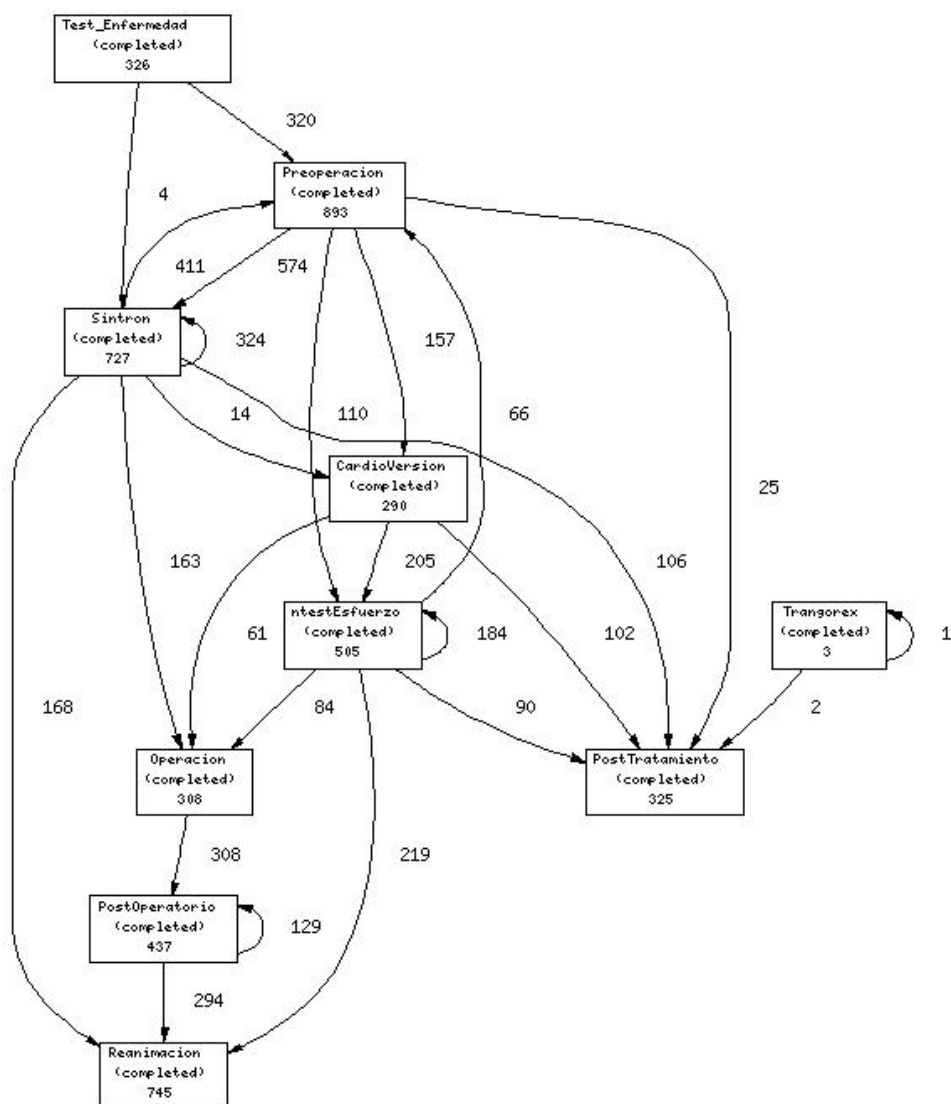 Test_Enfermedad
(completed)
326
320
Preoperacion
(completed)
893
4
411
574
Sintron
(completed)
727
324
157
14
110
66
CardioVersion
(completed)
290
25
163
205
106
ntestEsfuerzo
(completed)
505
Trangorex
(completed)
3
61
184
102
1
168
84
90
2
Operacion
(completed)
308
PostTratamiento
(completed)
325
308
219
PostOperatorio
(completed)
437
129
294
Reanimacion
(completed)
745